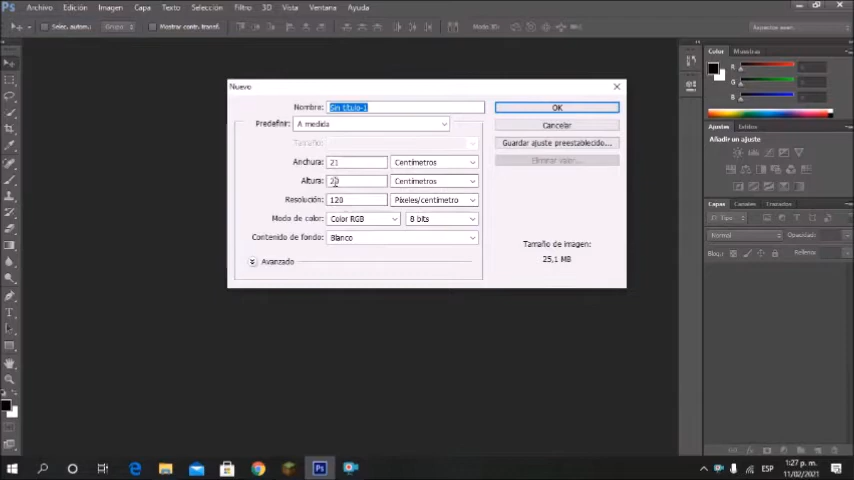 Ps Archivo Edición Imagen Capa Texto Selección Filtro 3D Vista Ventana Ayuda
Selec. autom.: Grupo Mostrar contr. transf. Modo 3D:
Color Muestras
R
G
B
Ajustes Estilos
Añadir un ajuste
Capas Canales Trazados
Tipo
Normal Opacidad:
Bloqu.: Relleno:
Nuevo
Nombre: Sin título-1 OK
Predefinir: A medida Cancelar
Tamaño: Guardar ajuste preestablecido...
Anchura: 21 Centímetros Eliminar valor...
Altura: Centímetros
Resolución: 120 Píxeles/centímetro
Modo de color: Color RGB 8 bits
Contenido de fondo: Blanco Tamaño de imagen:
25,1 MB
Avanzado
Ps ESP 1:27 p. m.
11/02/2021